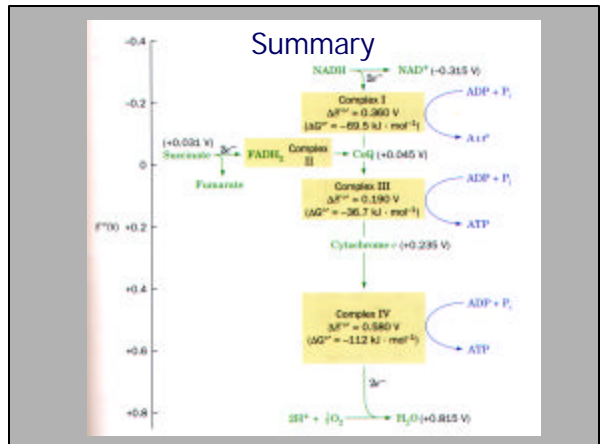 Summary
−0.4
NADH → NAD⁺ (−0.315 V)
2e⁻
−0.2
Complex I
Δℰ°′ = 0.360 V
(ΔG°′ = −69.5 kJ · mol⁻¹)
ADP + Pᵢ
ATP
(+0.031 V)
Succinate
2e⁻
FADH₂
Complex
II
CoQ (+0.045 V)
0
Fumarate
Complex III
Δℰ°′ = 0.190 V
(ΔG°′ = −36.7 kJ · mol⁻¹)
ADP + Pᵢ
ATP
+0.2
Cytochrome c (+0.235 V)
+0.4
Complex IV
Δℰ°′ = 0.580 V
(ΔG°′ = −112 kJ · mol⁻¹)
ADP + Pᵢ
ATP
+0.6
2e⁻
+0.8
2H⁺ + ½O₂ → H₂O (+0.815 V)